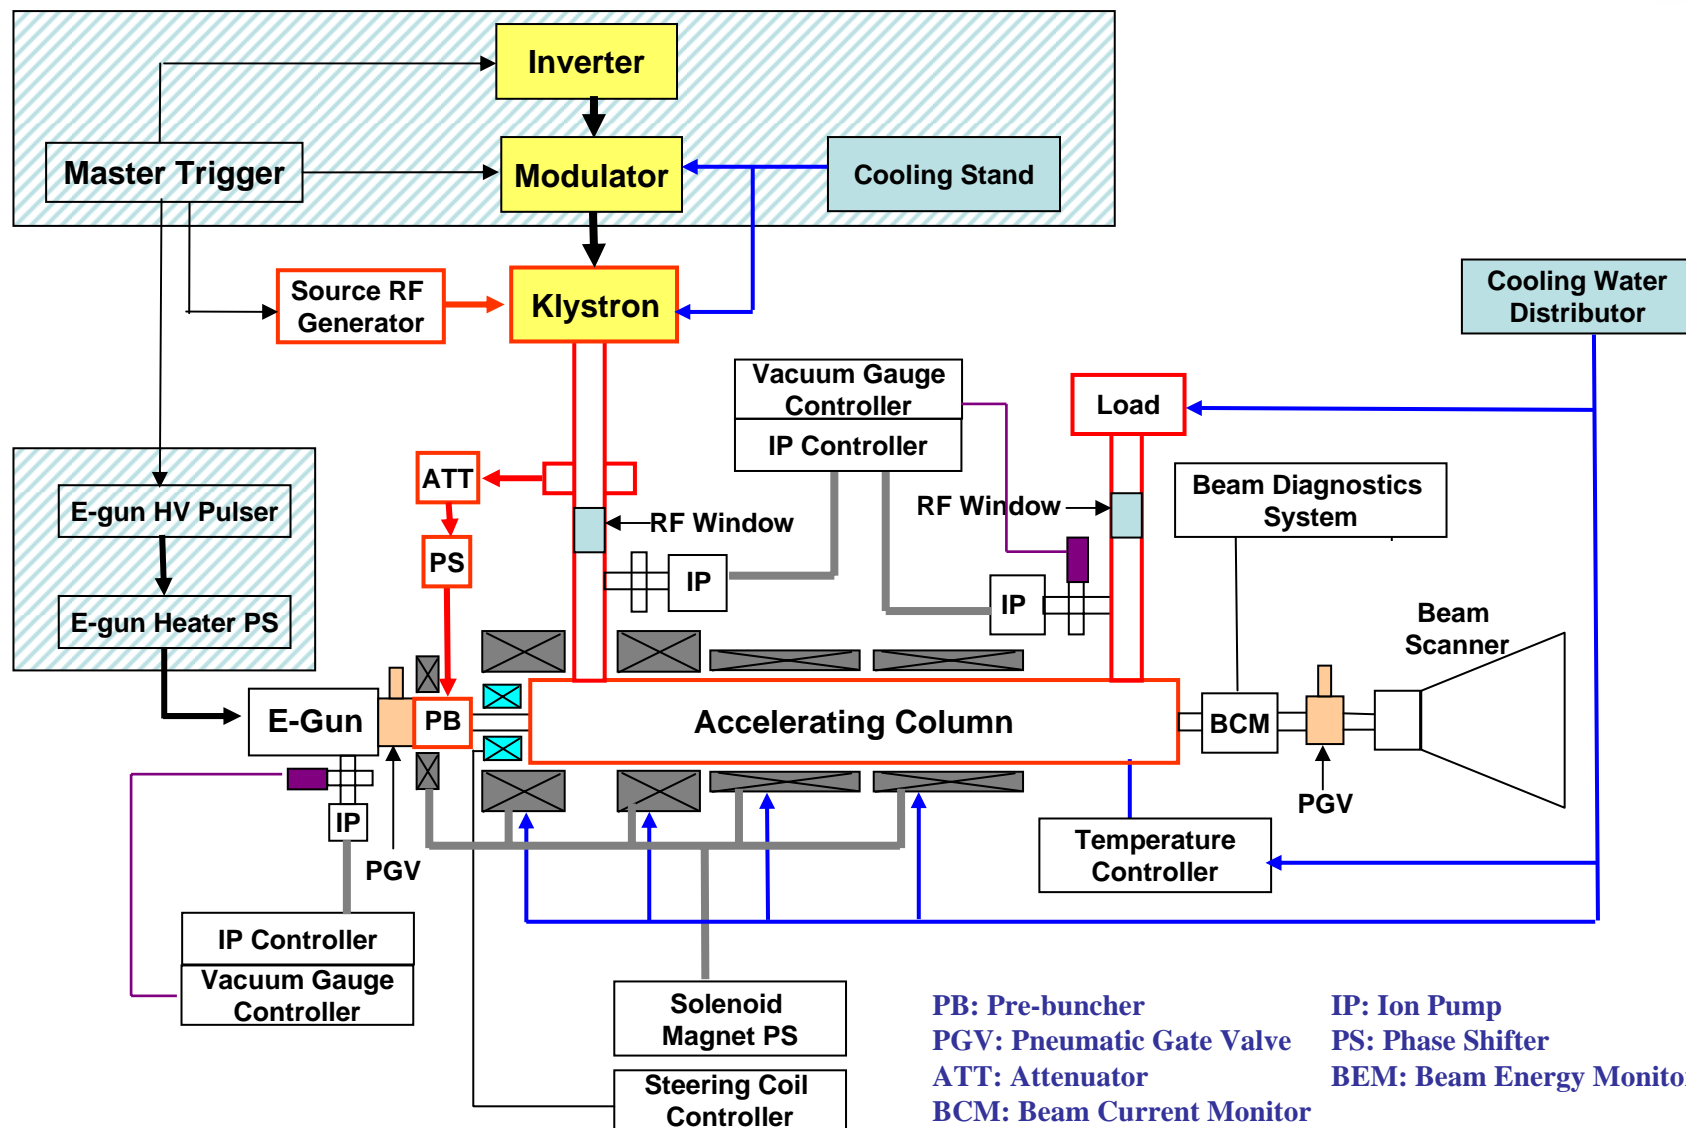 Inverter
Master Trigger
Modulator
Cooling Stand
Source RF
Generator
Klystron
Cooling Water
Distributor
Vacuum Gauge
Controller
IP Controller
Load
ATT
E-gun HV Pulser
RF Window
RF Window
Beam Diagnostics
System
PS
IP
IP
E-gun Heater PS
Beam
Scanner
E-Gun
PB
Accelerating Column
BCM
IP
PGV
PGV
Temperature
Controller
IP Controller
Vacuum Gauge
Controller
Solenoid
Magnet PS
Steering Coil
Controller
PB: Pre-buncher
PGV: Pneumatic Gate Valve
ATT: Attenuator
BCM: Beam Current Monitor
IP: Ion Pump
PS: Phase Shifter
BEM: Beam Energy Monitor